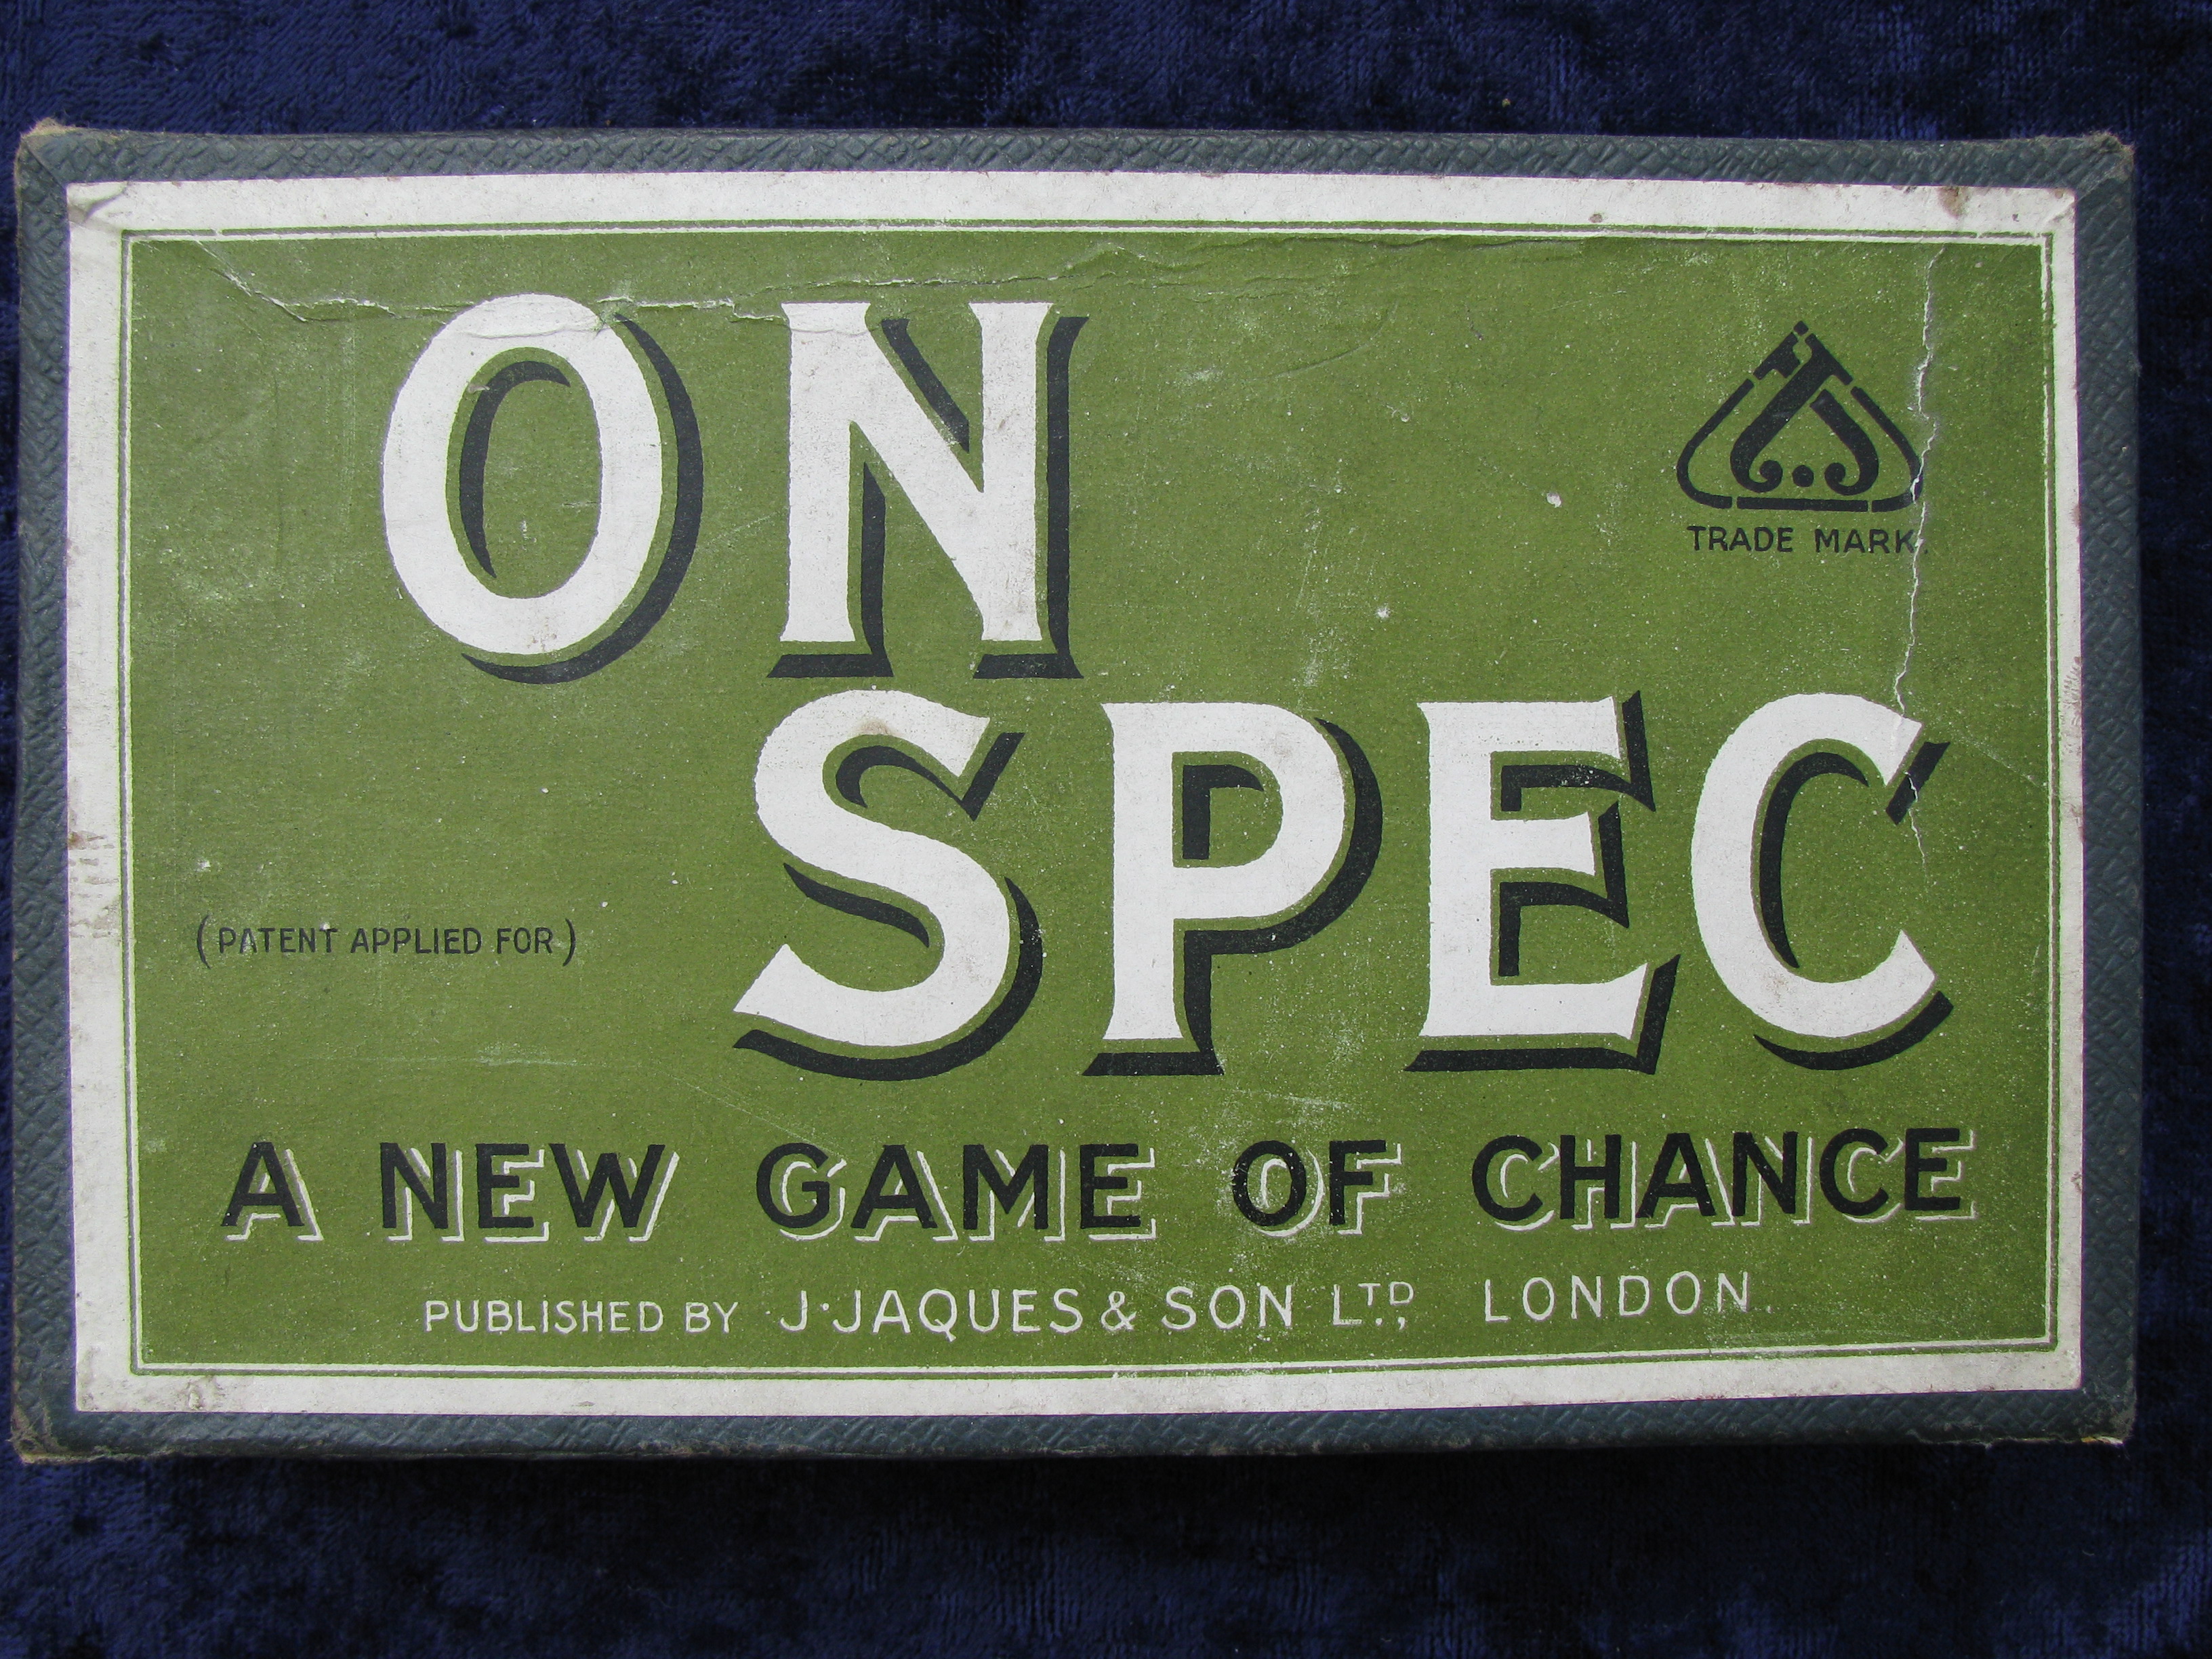 ON
TRADE MARK.
SPEC
(PATENT APPLIED FOR)
A NEW GAME OF CHANCE
PUBLISHED BY J. JAQUES & SON LTD., LONDON.